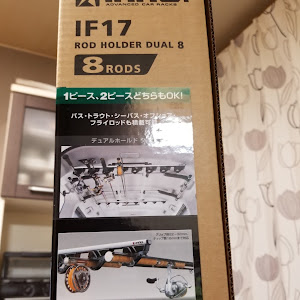 ADVANCED CAR RACKS
IF17
ROD HOLDER DUAL 8
8 RODS
1ピース、2ピースどちらもOK!
バス・トラウト・シーバス・オフショア
フライロッドも積載可
デュアルホールド